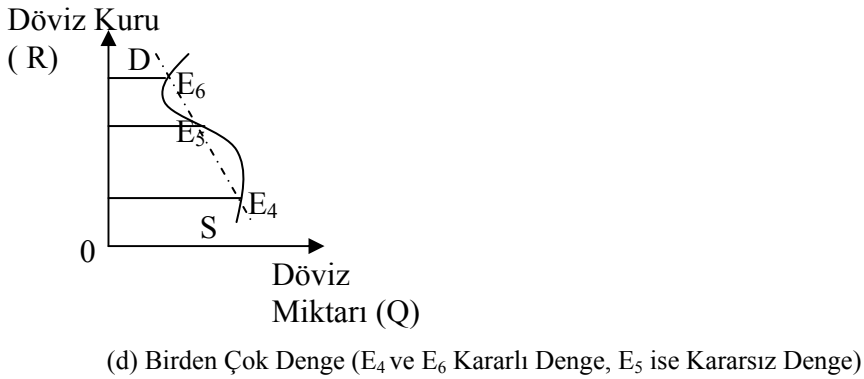 Döviz Kuru
( R)
D
E6
E5
E4
S
0
Döviz
Miktarı (Q)
(d) Birden Çok Denge (E4 ve E6 Kararlı Denge, E5 ise Kararsız Denge)